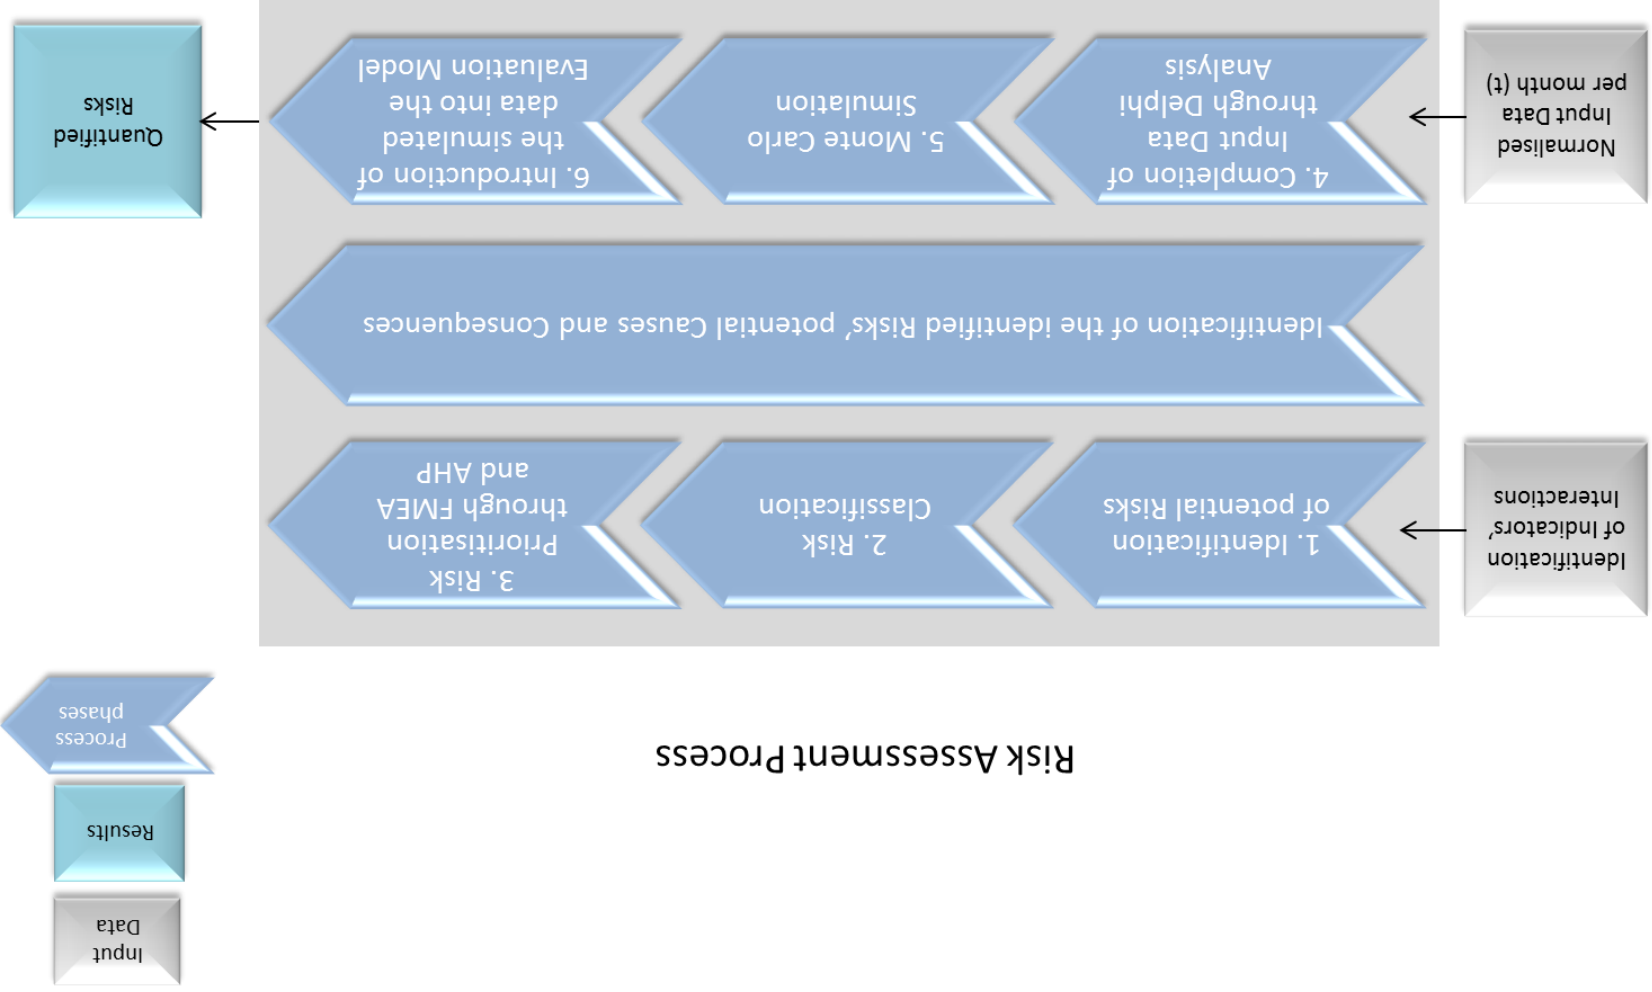 Input
Data
Results
Process
phases
Risk Assessment Process
Identification
of Indicators’
Interactions
1. Identification
of potential Risks
2. Risk
Classification
3. Risk
Prioritisation
through FMEA
and AHP
Identification of the identified Risks’ potential Causes and Consequences
Normalised
Input Data
per month (t)
4. Completion of
Input Data
through Delphi
Analysis
5. Monte Carlo
Simulation
6. Introduction of
the simulated
data into the
Evaluation Model
Quantified
Risks